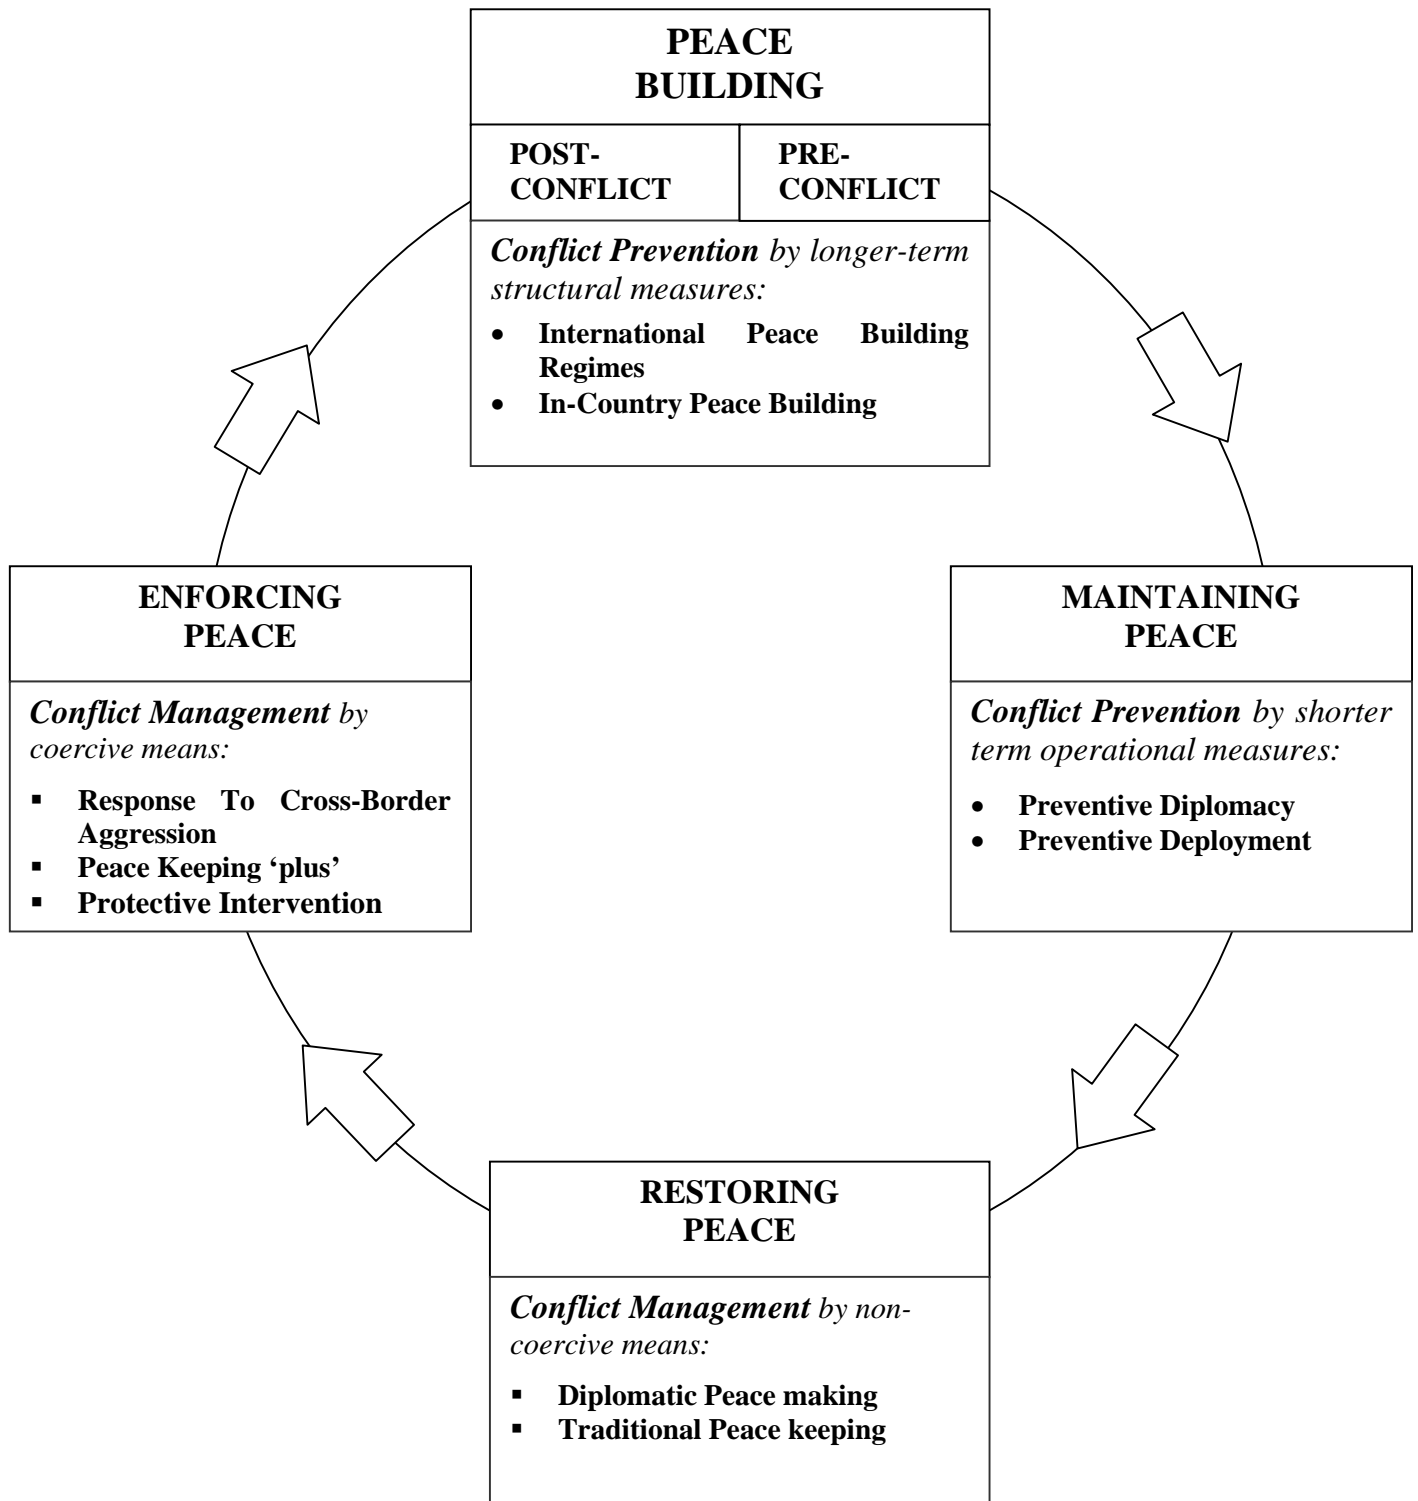 PEACE
BUILDING
POST-
CONFLICT
PRE-
CONFLICT
Conflict Prevention by longer-term
structural measures:
• International Peace Building
Regimes
• In-Country Peace Building
ENFORCING
PEACE
Conflict Management by
coercive means:
▪ Response To Cross-Border
Aggression
▪ Peace Keeping ‘plus’
▪ Protective Intervention
MAINTAINING
PEACE
Conflict Prevention by shorter
term operational measures:
• Preventive Diplomacy
• Preventive Deployment
RESTORING
PEACE
Conflict Management by non-
coercive means:
▪ Diplomatic Peace making
▪ Traditional Peace keeping